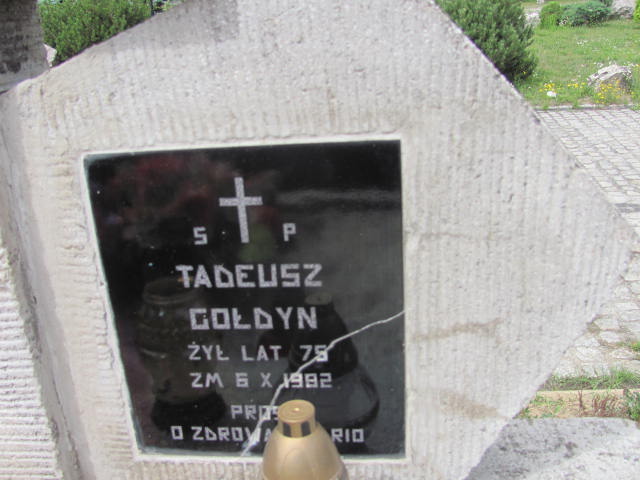 S P
TADEUSZ
GOŁDYN
ŻYŁ LAT 75
ZM 6 X 1982
PROS
O ZDROWA RIO